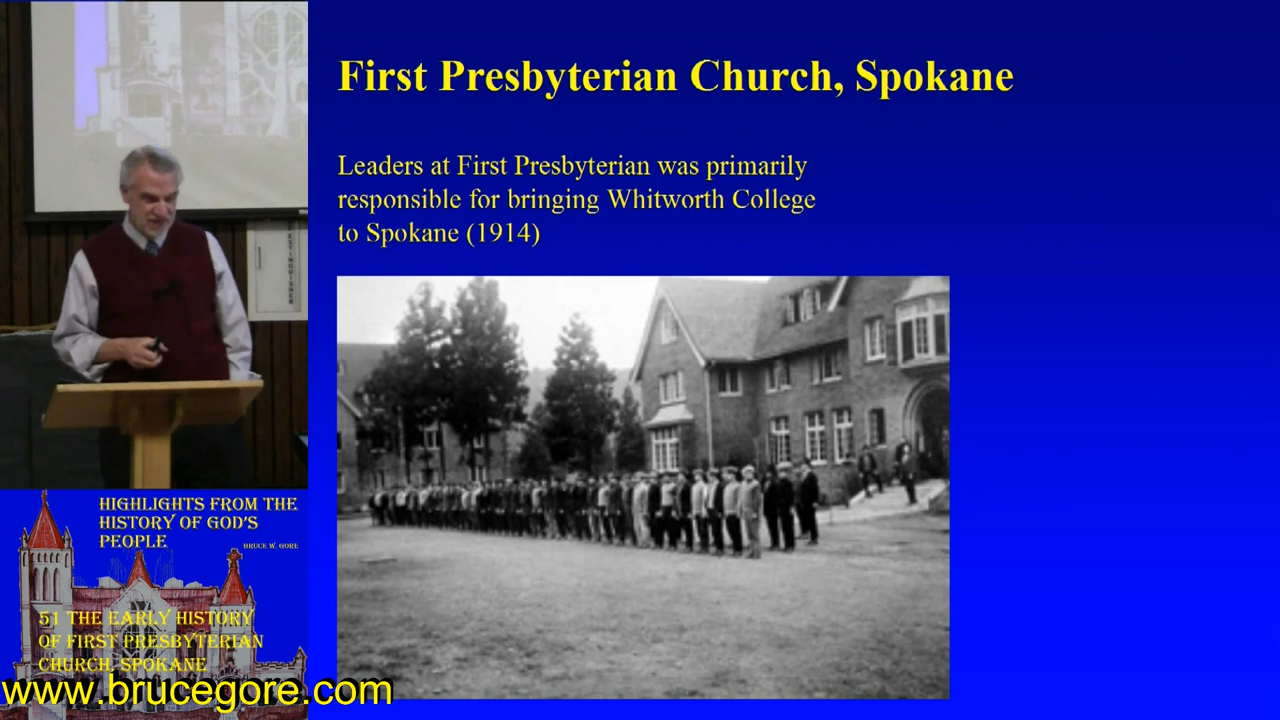 First Presbyterian Church, Spokane
Leaders at First Presbyterian was primarily
responsible for bringing Whitworth College
to Spokane (1914)
EXTINGUISHER
HIGHLIGHTS FROM THE
HISTORY OF GOD'S
PEOPLE
BRUCE W. GORE
51 THE EARLY HISTORY
OF FIRST PRESBYTERIAN
CHURCH, SPOKANE
www.brucegore.com